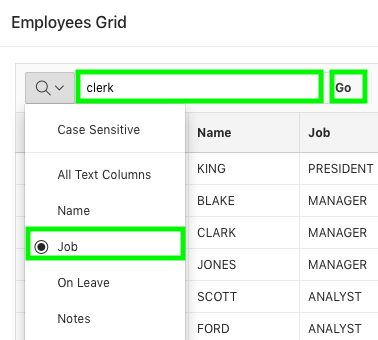 Employees Grid
clerk Go
Case Sensitive
Name Job
All Text Columns
KING PRESIDENT
Name
BLAKE MANAGER
CLARK MANAGER
Job
JONES MANAGER
On Leave
SCOTT ANALYST
Notes
FORD ANALYST